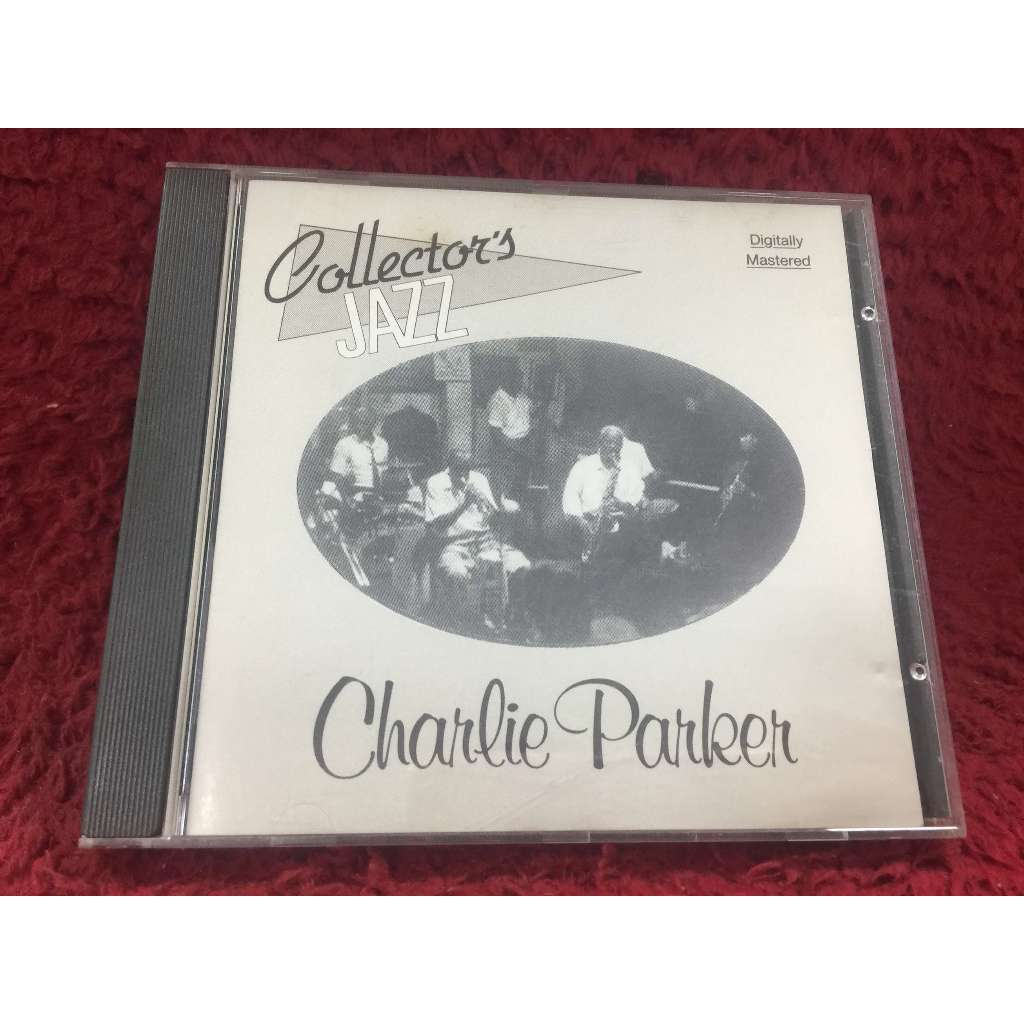 Collector's
JAZZ
Digitally
Mastered
Charlie Parker